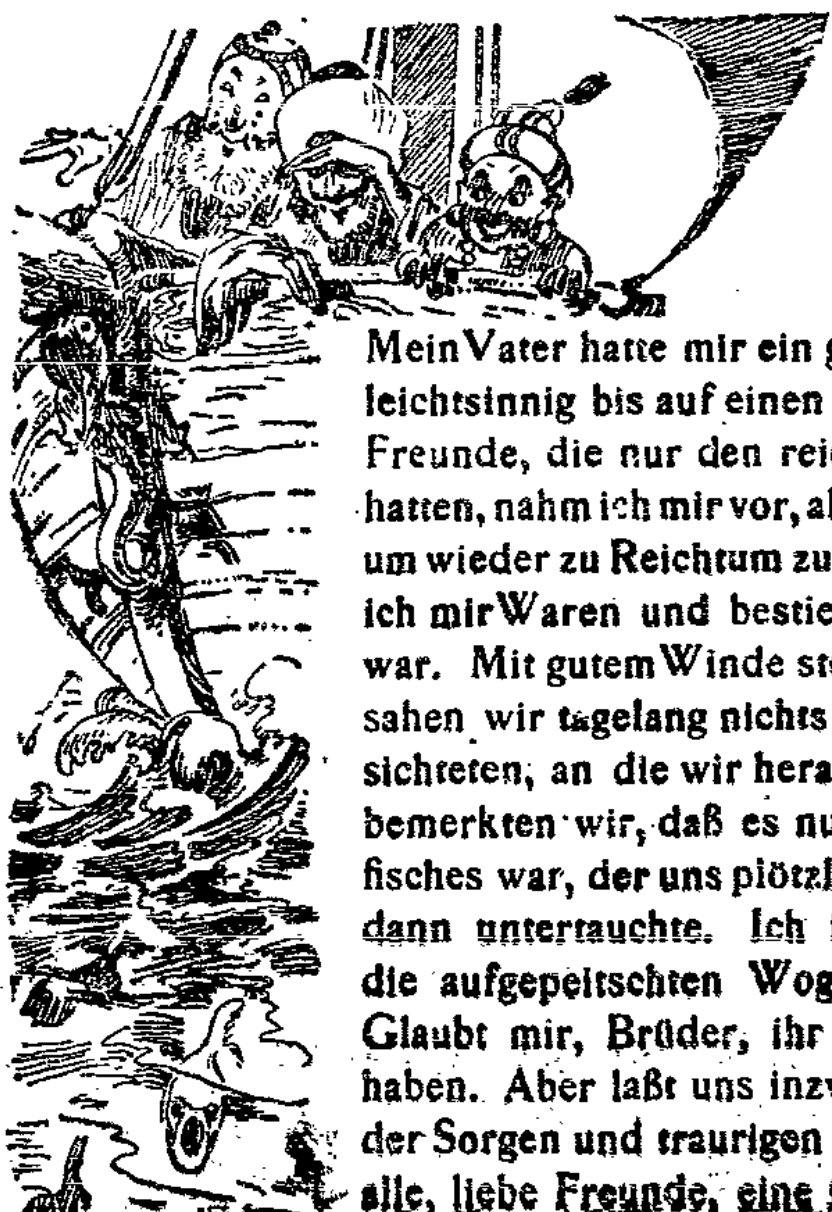 Mein Vater hatte mir ein g
leichtsinnig bis auf einen
Freunde, die nur den rei
hatten, nahm ich mir vor, al
um wieder zu Reichtum zu
ich mir Waren und bestie
war. Mit gutem Winde st
sahen wir tagelang nichts
sichteten, an die wir hera
bemerkten wir, daß es nu
fisches war, der uns plötzl
dann untertauchte. Ich
die aufgepeitschten Wog
Glaubt mir, Brüder, ihr
haben. Aber laßt uns inzw
der Sorgen und traurigen
alle, liebe Freunde, eine